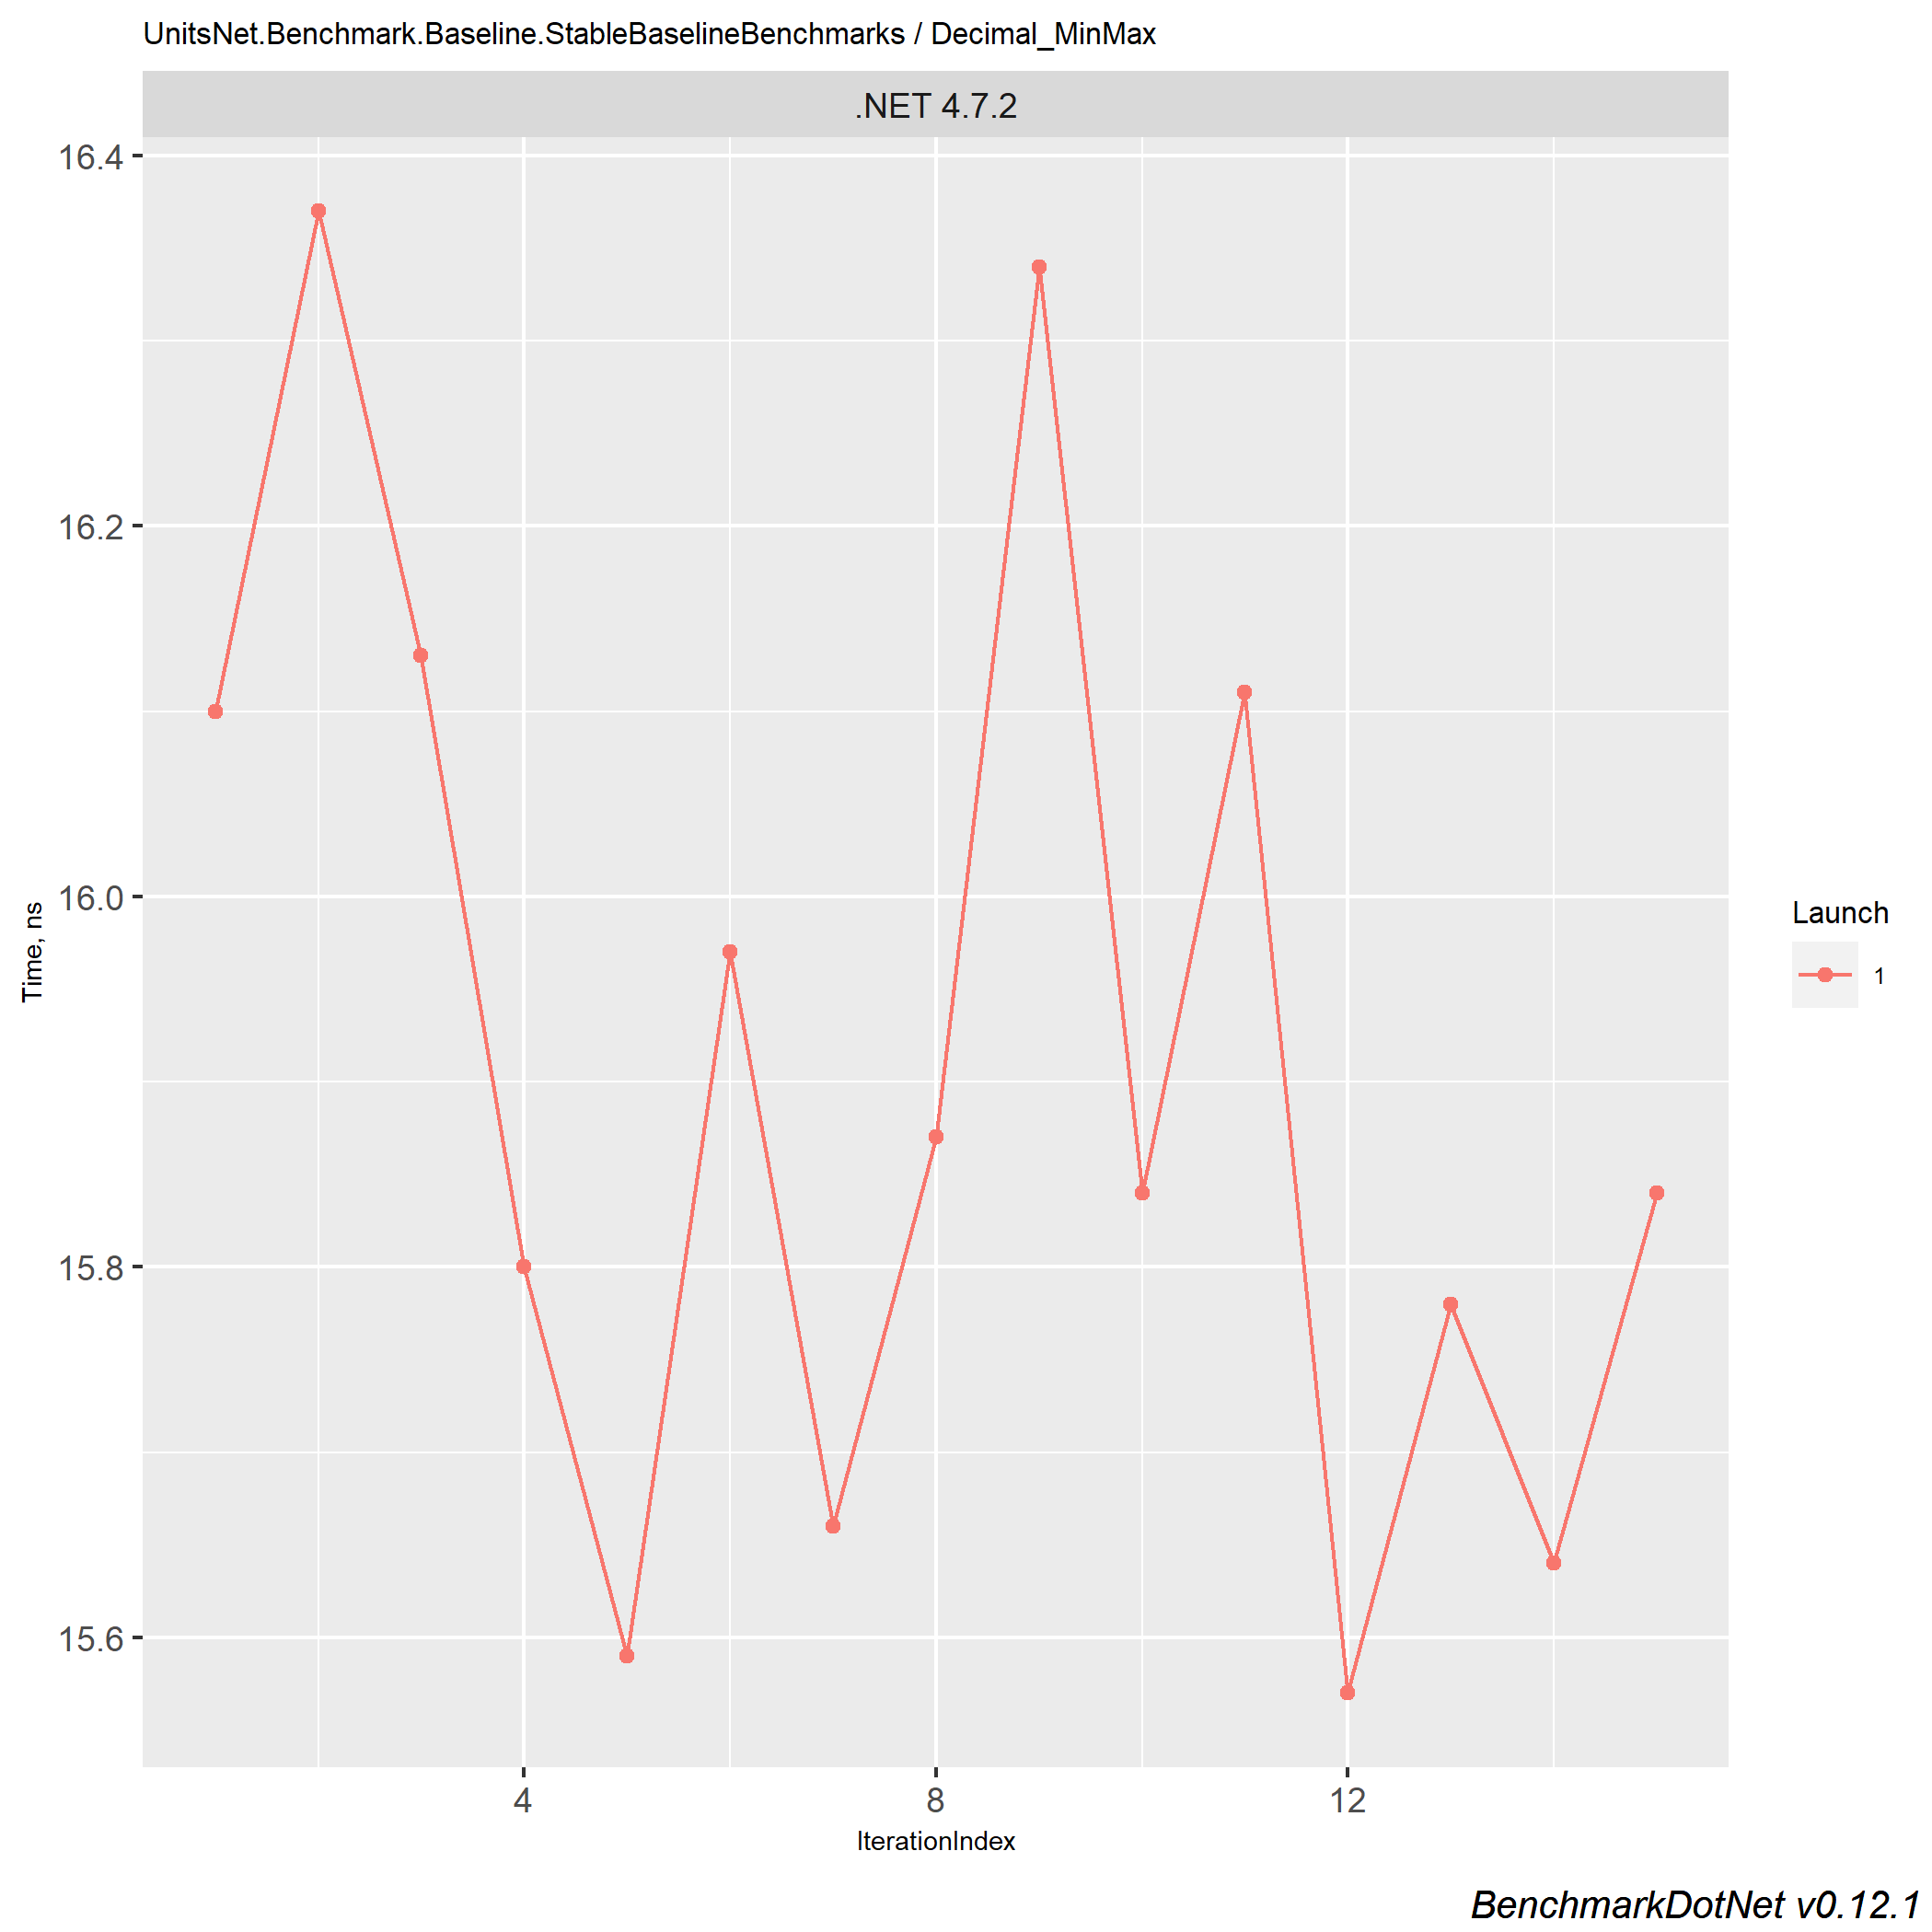 UnitsNet.Benchmark.Baseline.StableBaselineBenchmarks / Decimal_MinMax
.NET 4.7.2
16.4
16.2
16.0
15.8
15.6
Time, ns
4 8 12
IterationIndex
Launch
1
BenchmarkDotNet v0.12.1